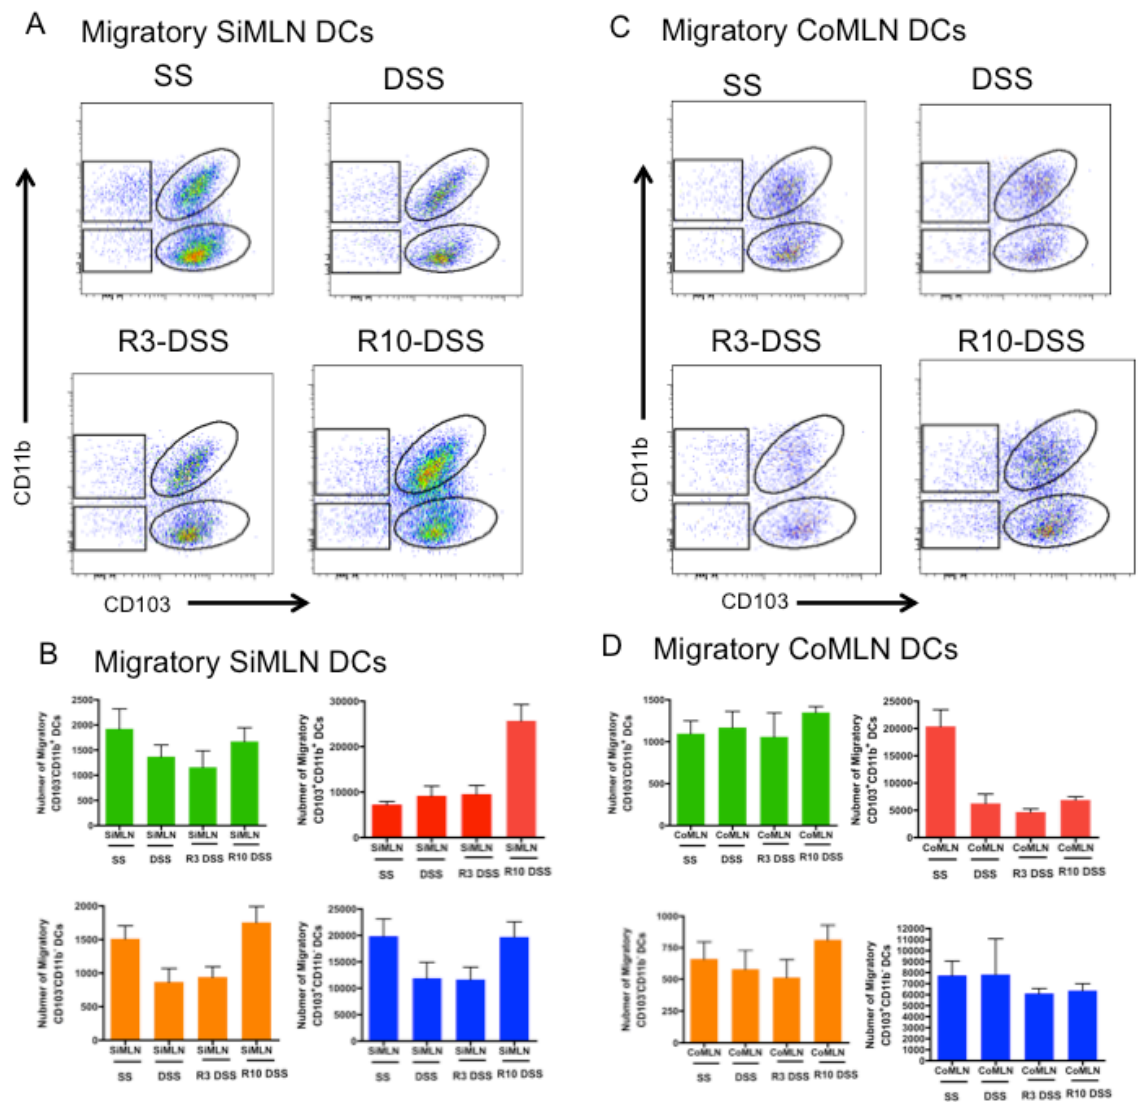 A
Migratory SiMLN DCs
SS
DSS
R3-DSS
R10-DSS
CD11b
CD103
C
Migratory CoMLN DCs
SS
DSS
R3-DSS
R10-DSS
CD11b
CD103
B
Migratory SiMLN DCs
Nubmer of Migratory
CD103⁻CD11b⁺ DCs
2500
2000
1500
1000
500
0
SiMLN SiMLN SiMLN SiMLN
SS DSS R3 DSS R10 DSS
Nubmer of Migratory
CD103⁺CD11b⁺ DCs
30000
20000
10000
0
SiMLN SiMLN SiMLN SiMLN
SS DSS R3 DSS R10 DSS
Nubmer of Migratory
CD103⁻CD11b⁻ DCs
2000
1500
1000
500
0
SiMLN SiMLN SiMLN SiMLN
SS DSS R3 DSS R10 DSS
Nubmer of Migratory
CD103⁺CD11b⁻ DCs
25000
20000
15000
10000
5000
0
SiMLN SiMLN SiMLN SiMLN
SS DSS R3 DSS R10 DSS
D
Migratory CoMLN DCs
Nubmer of Migratory
CD103⁻CD11b⁺ DCs
1500
1000
500
0
CoMLN CoMLN CoMLN CoMLN
SS DSS R3 DSS R10 DSS
Nubmer of Migratory
CD103⁺CD11b⁺ DCs
25000
20000
15000
10000
5000
0
CoMLN CoMLN CoMLN CoMLN
SS DSS R3 DSS R10 DSS
Nubmer of Migratory
CD103⁻CD11b⁻ DCs
1000
750
500
250
0
CoMLN CoMLN CoMLN CoMLN
SS DSS R3 DSS R10 DSS
Nubmer of Migratory
CD103⁺CD11b⁻ DCs
12000
11000
10000
9000
8000
7000
6000
5000
4000
3000
2000
1000
0
CoMLN CoMLN CoMLN CoMLN
SS DSS R3 DSS R10 DSS